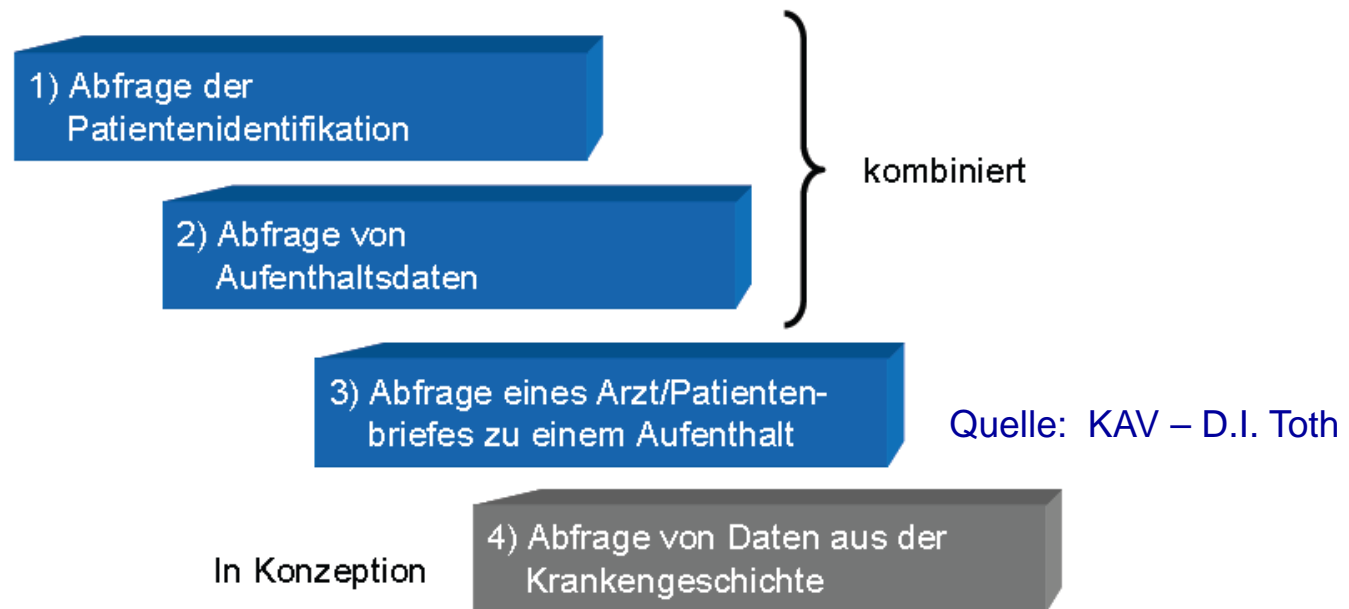 1) Abfrage der
Patientenidentifikation
kombiniert
2) Abfrage von
Aufenthaltsdaten
3) Abfrage eines Arzt/Patienten-
briefes zu einem Aufenthalt
Quelle: KAV – D.I. Toth
4) Abfrage von Daten aus der
Krankengeschichte
In Konzeption